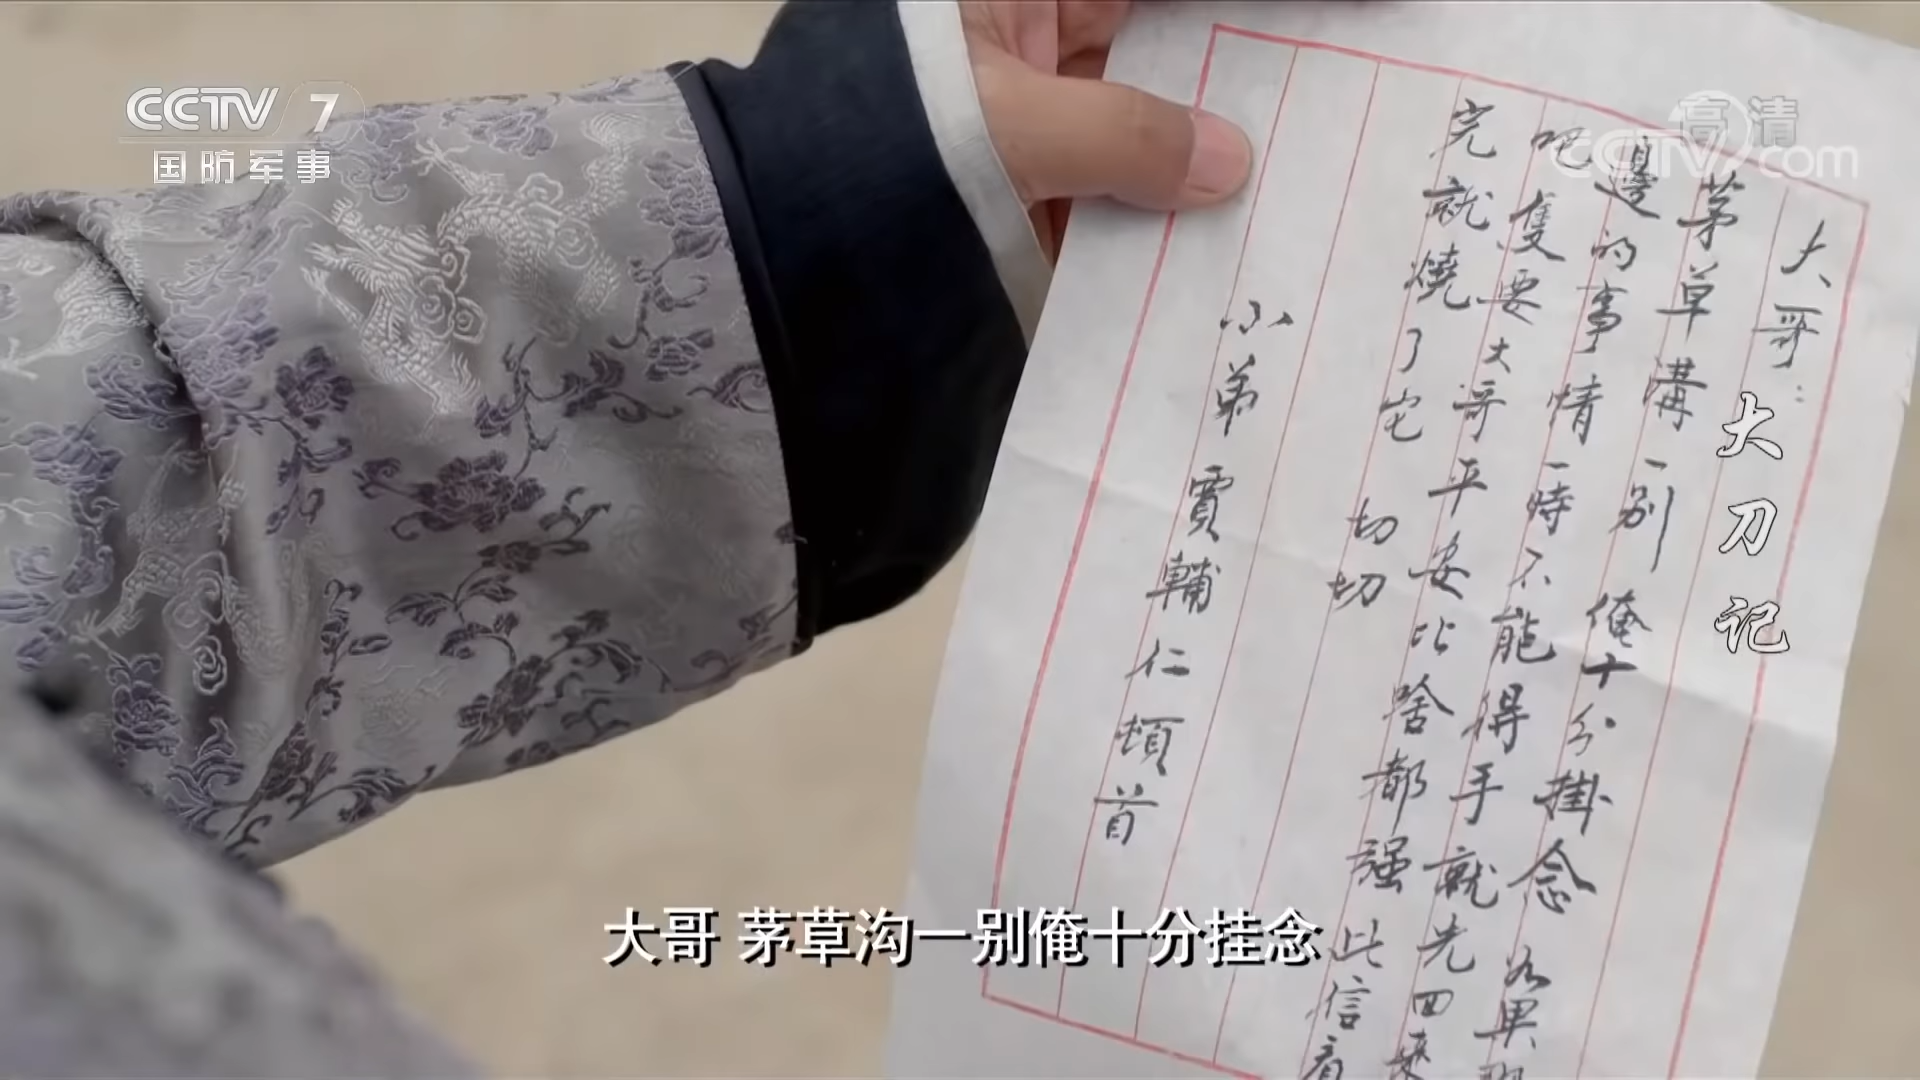 CCTV 7
国防军事
高清
CCTV.com
大哥：
茅草溝一別俺十分掛念如果
邊的事情一時不能得手就先回來
吧隻要大哥平安比啥都强此信看
完就燒了它 切切
小弟賈輔仁頓首
大刀记
大哥 茅草沟一别俺十分挂念